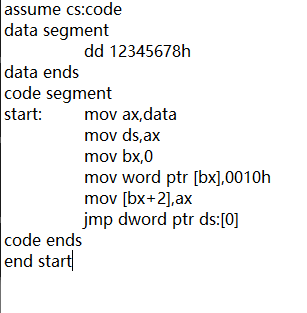 assume cs:code
data segment
dd 12345678h
data ends
code segment
start: mov ax,data
mov ds,ax
mov bx,0
mov word ptr [bx],0010h
mov [bx+2],ax
jmp dword ptr ds:[0]
code ends
end start